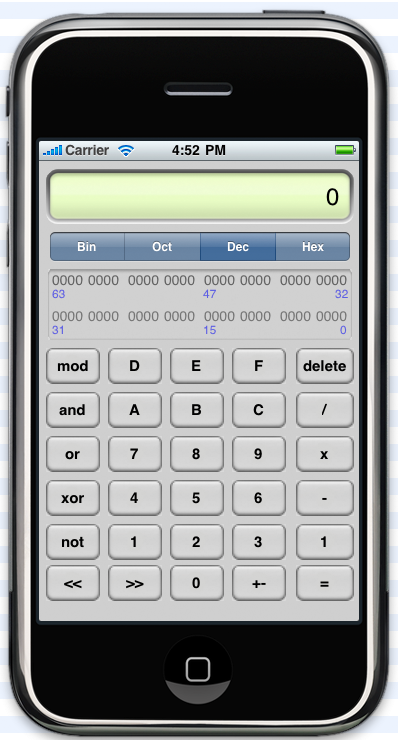 Carrier 4:52 PM
0
Bin Oct Dec Hex
0000 0000 0000 0000 0000 0000 0000 0000
63 47 32
0000 0000 0000 0000 0000 0000 0000 0000
31 15 0
mod D E F delete
and A B C /
or 7 8 9 x
xor 4 5 6 -
not 1 2 3 1
<< >> 0 +- =